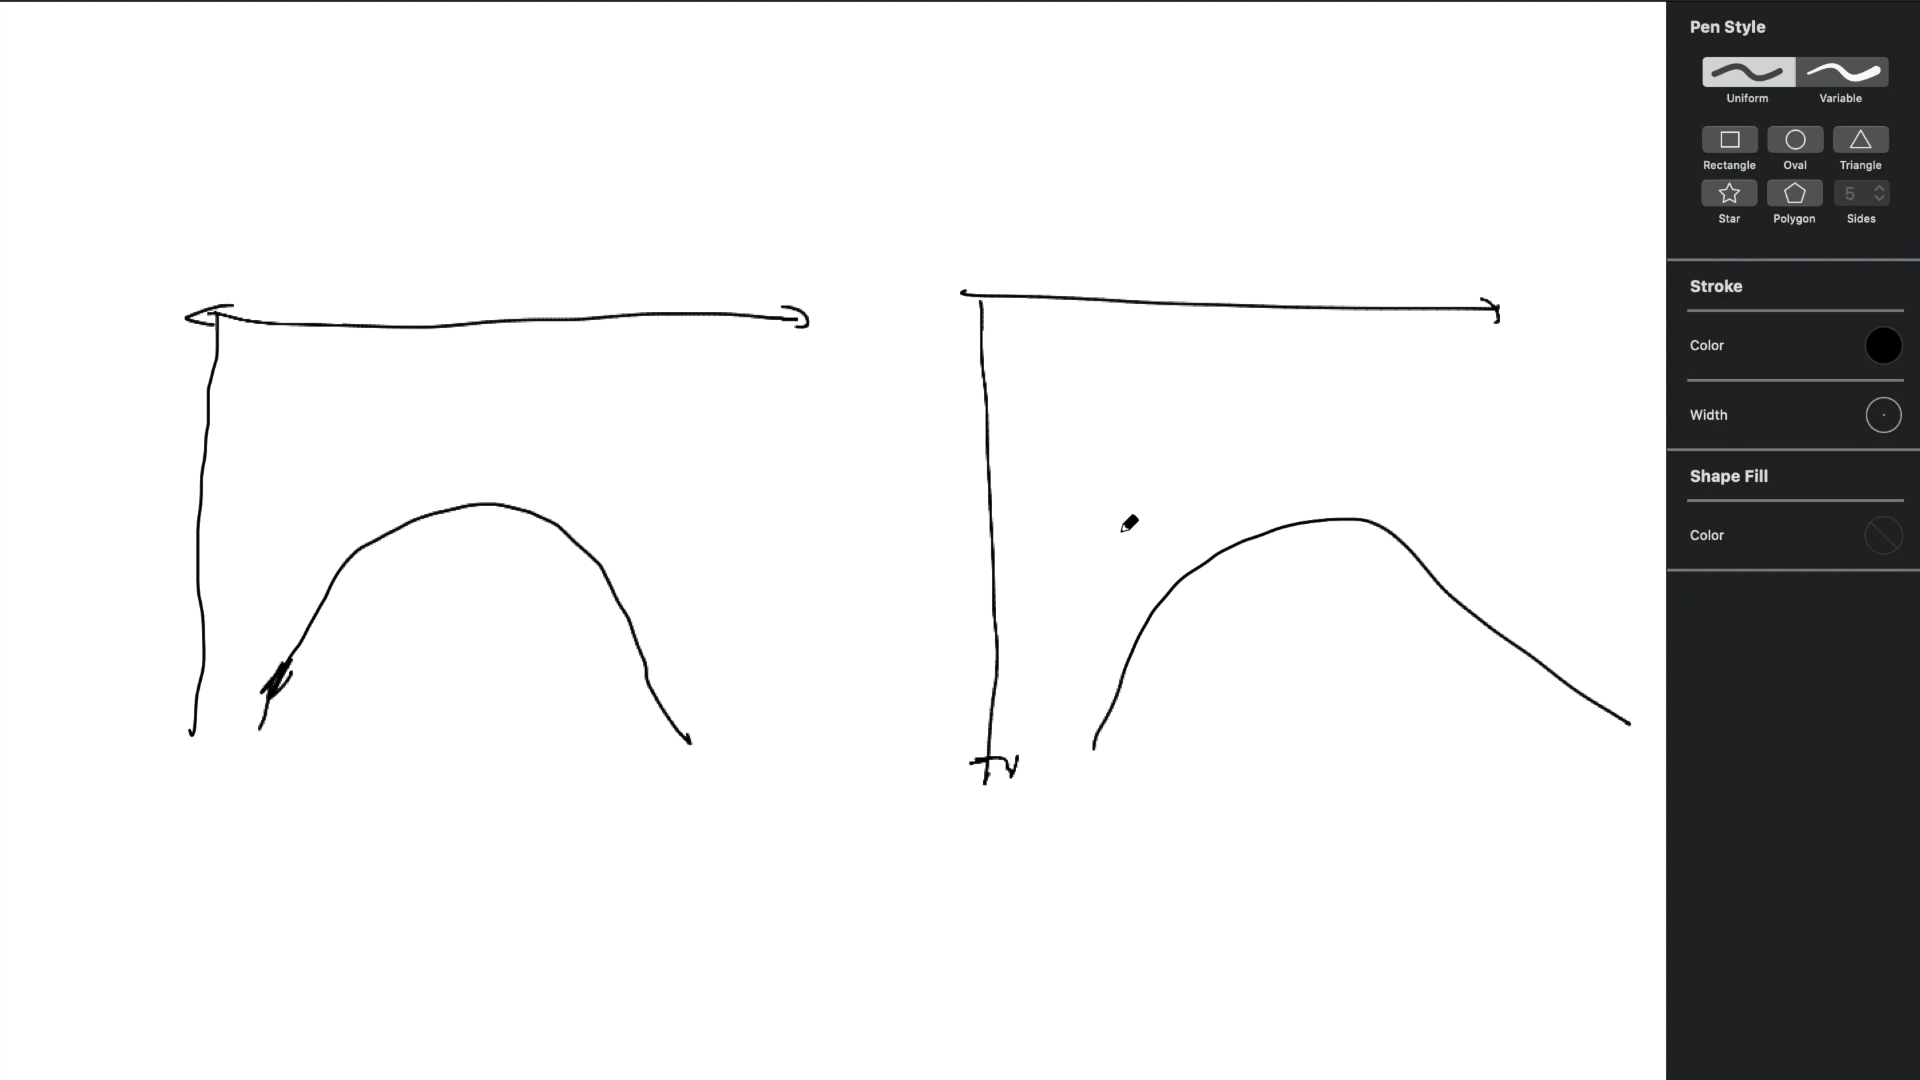 Pen Style
Uniform
Variable
Rectangle
Oval
Triangle
5
Star
Polygon
Sides
Stroke
Color
Width
Shape Fill
Color